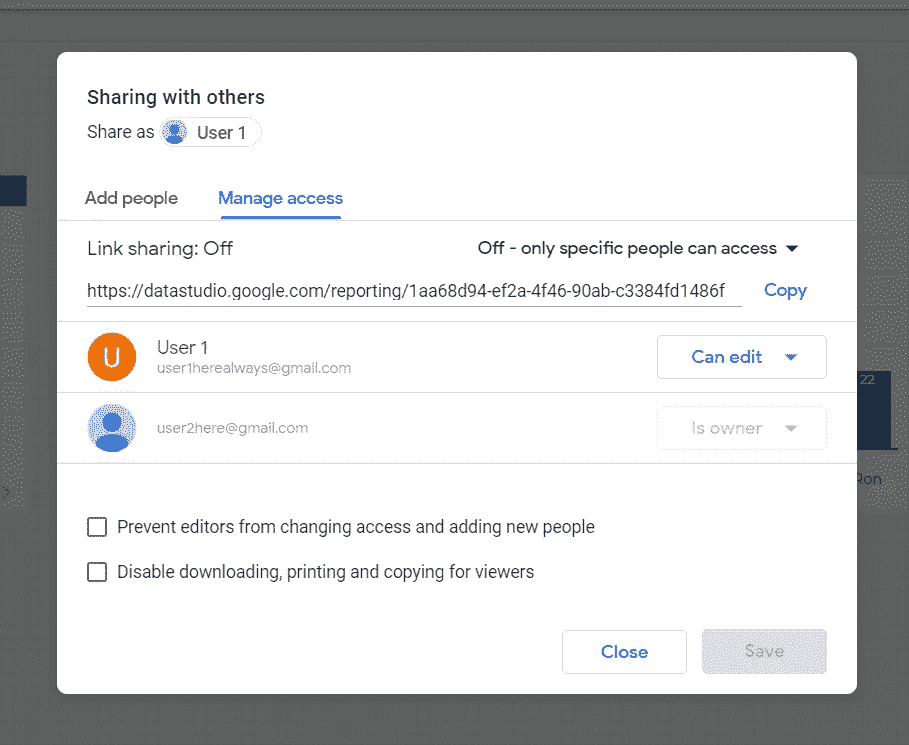 Sharing with others
Share as User 1
Add people Manage access
Link sharing: Off Off - only specific people can access
https://datastudio.google.com/reporting/1aa68d94-ef2a-4f46-90ab-c3384fd1486f Copy
U User 1 Can edit
user1herealways@gmail.com
user2here@gmail.com Is owner
22
Ron
Prevent editors from changing access and adding new people
Disable downloading, printing and copying for viewers
Close Save